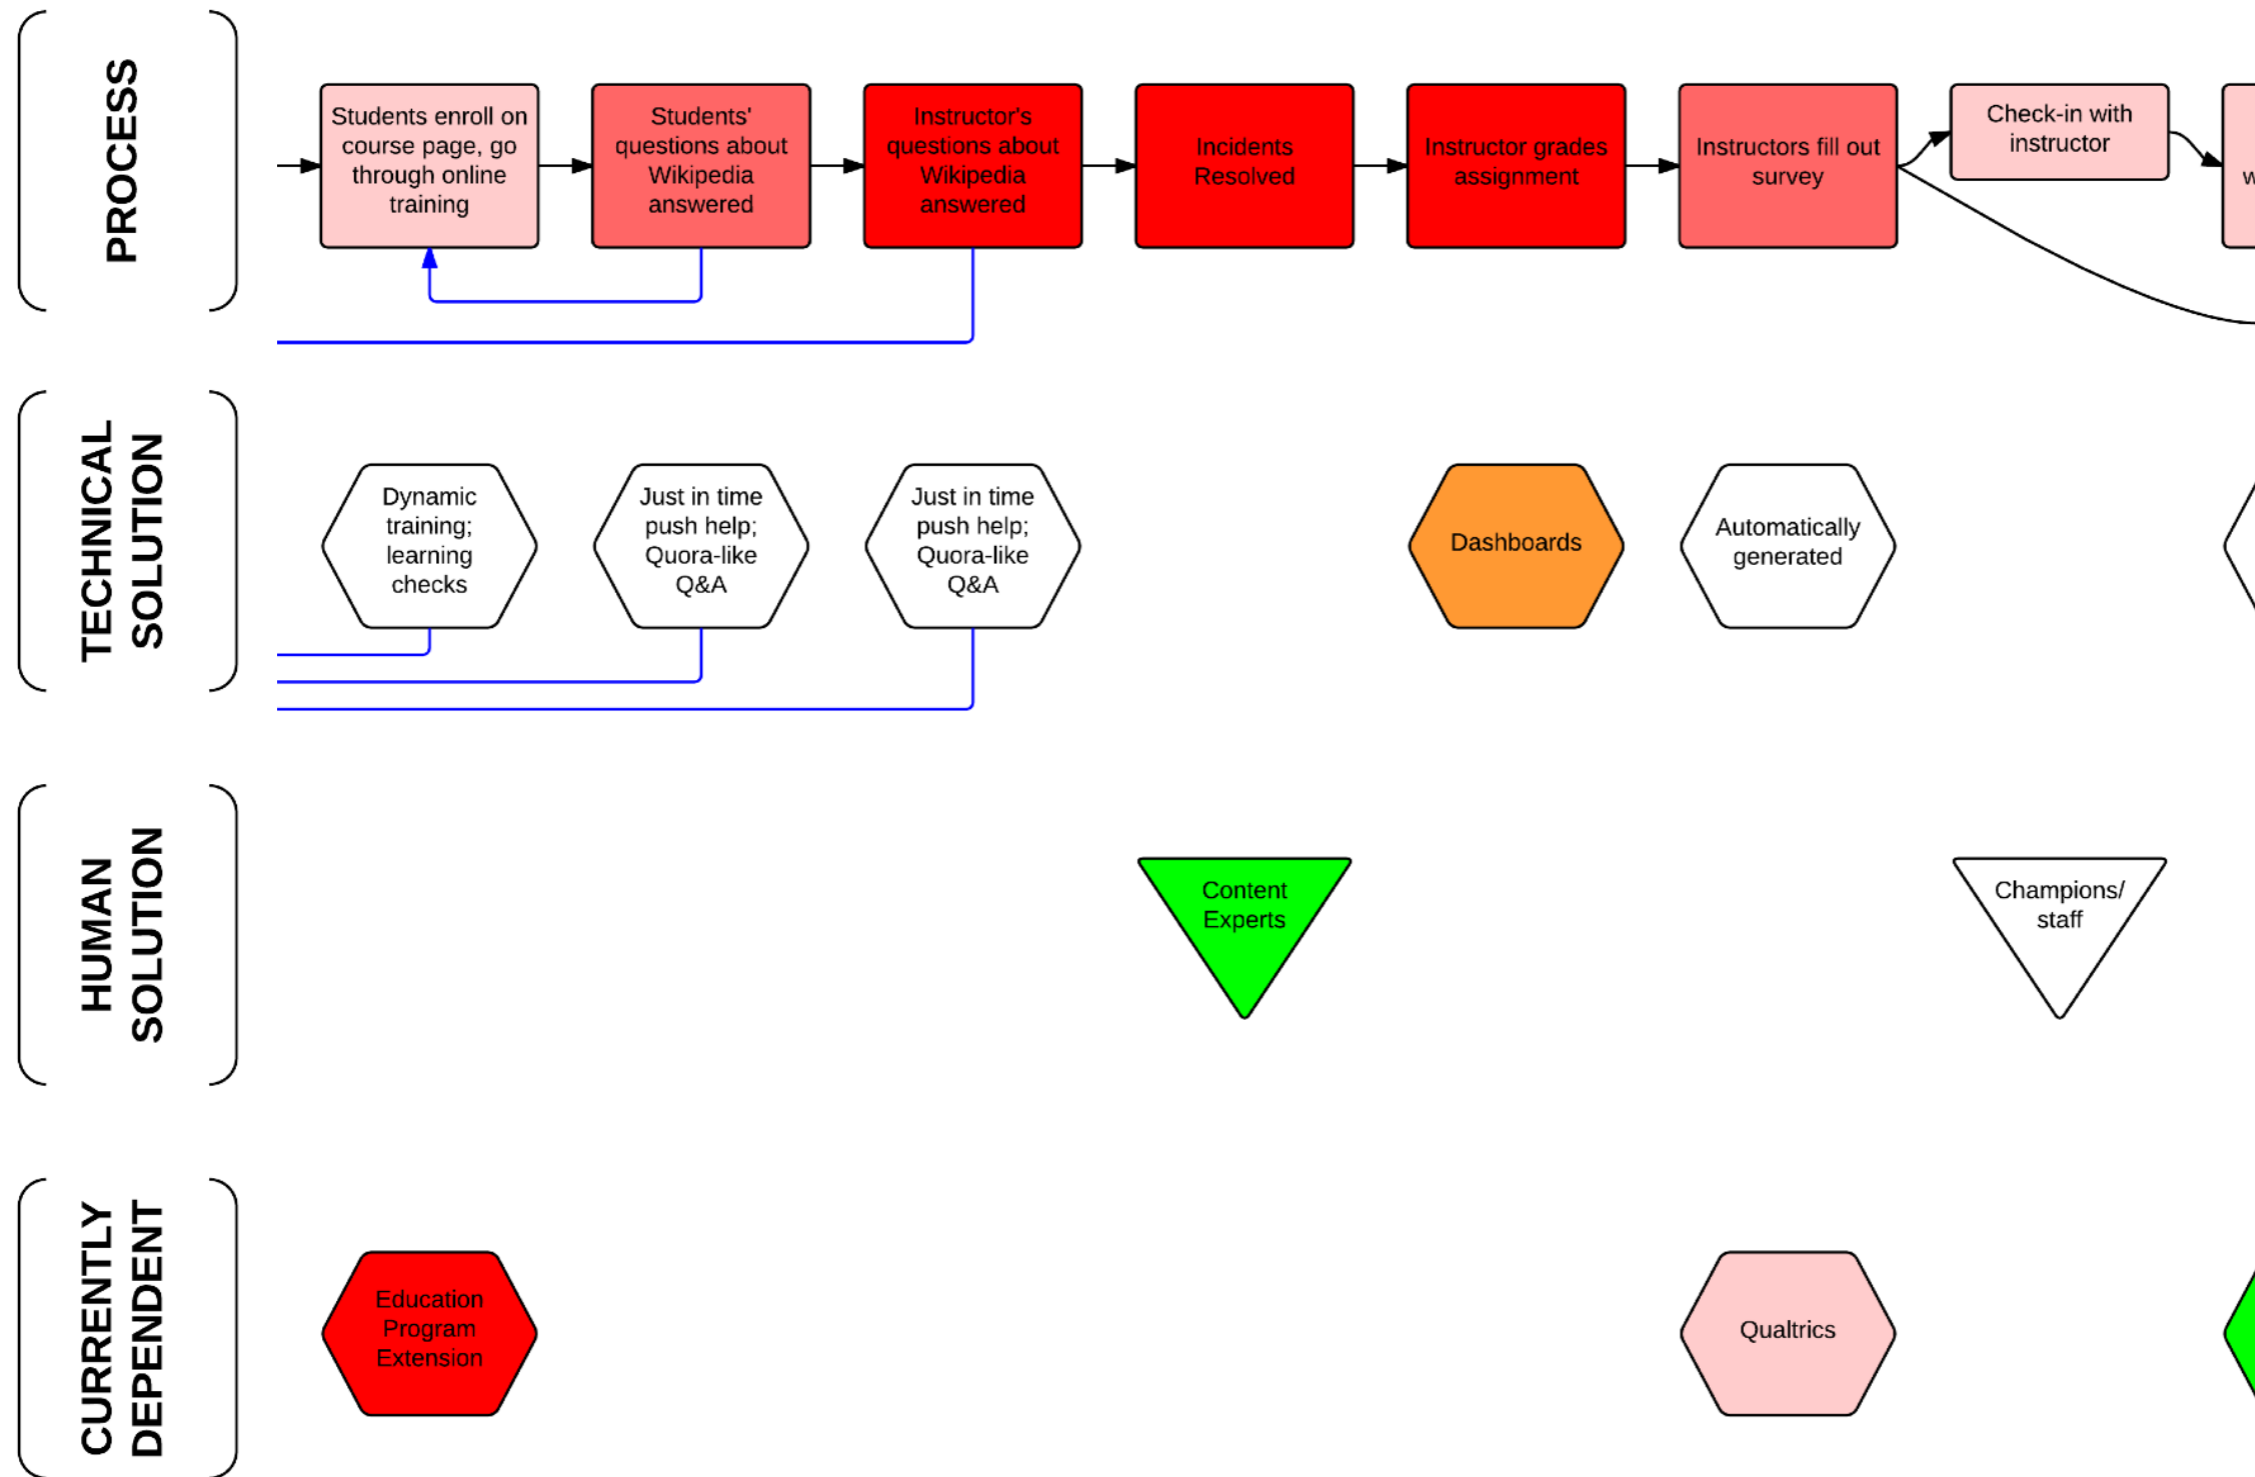 PROCESS
Students enroll on
course page, go
through online
training
Students'
questions about
Wikipedia
answered
Instructor's
questions about
Wikipedia
answered
Incidents
Resolved
Instructor grades
assignment
Instructors fill out
survey
Check-in with
instructor
w
TECHNICAL
SOLUTION
Dynamic
training;
learning
checks
Just in time
push help;
Quora-like
Q&A
Just in time
push help;
Quora-like
Q&A
Dashboards
Automatically
generated
HUMAN
SOLUTION
Content
Experts
Champions/
staff
CURRENTLY
DEPENDENT
Education
Program
Extension
Qualtrics